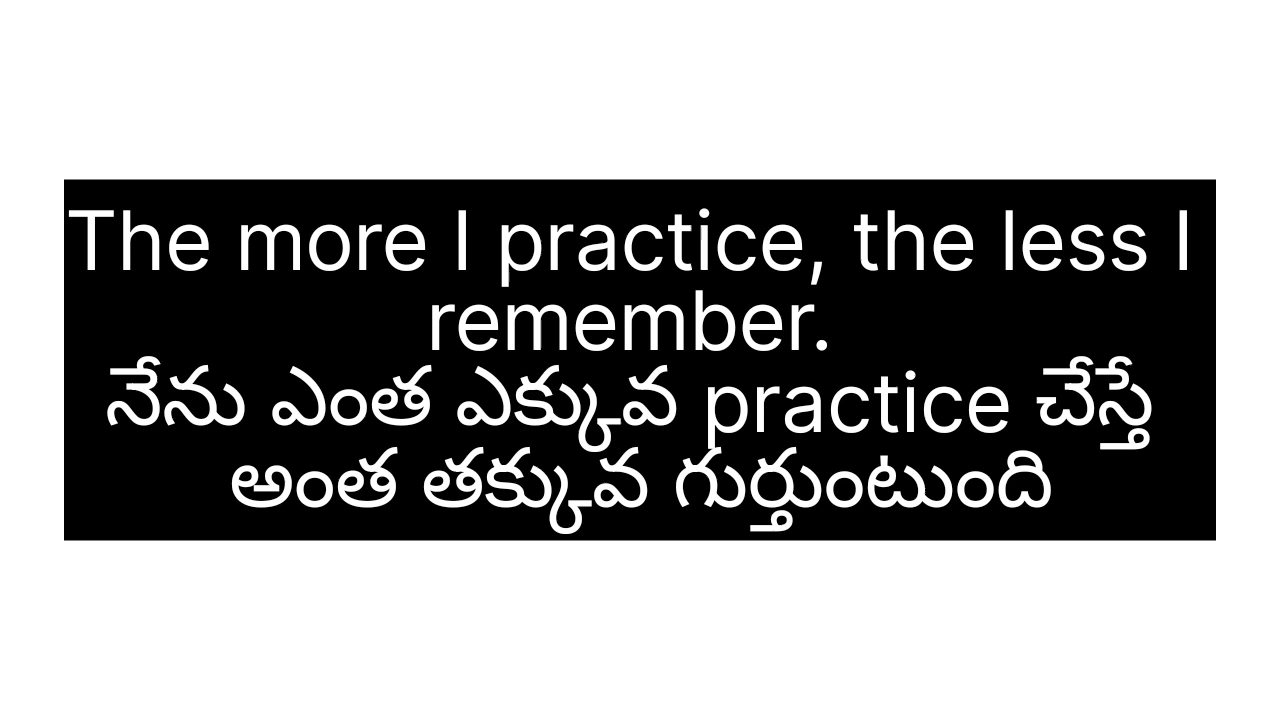 The more I practice, the less I
remember.
నేను ఎంత ఎక్కువ practice చేస్తే
అంత తక్కువ గుర్తుంటుంది